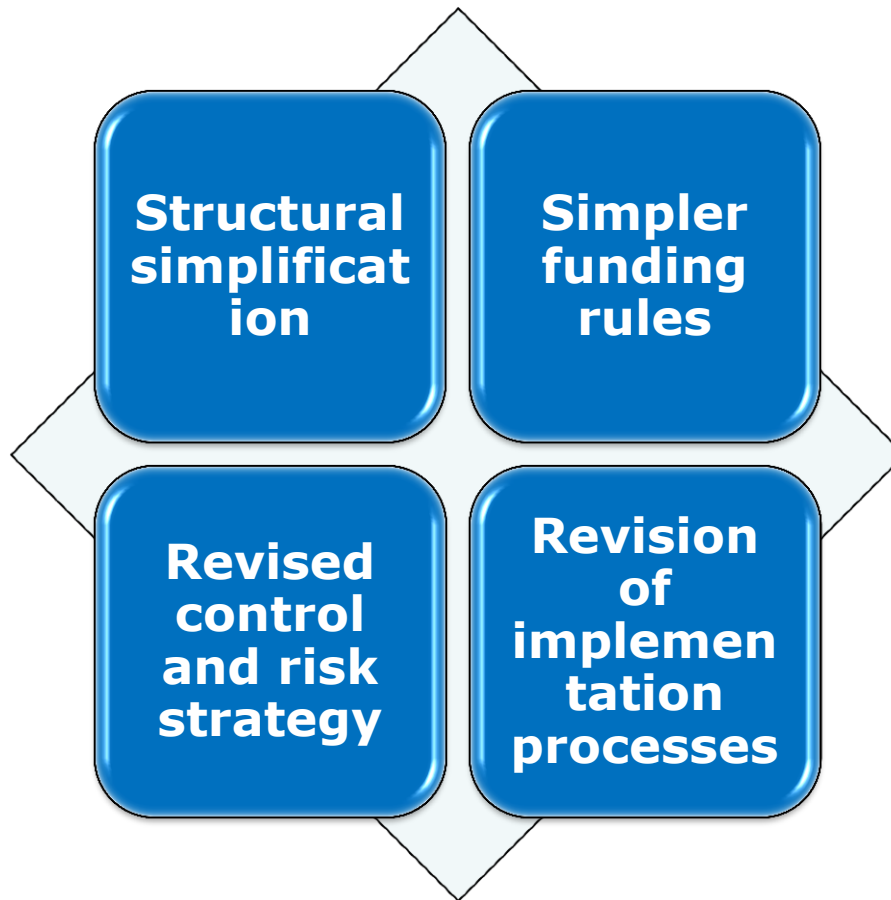 Structural
simplificat
ion
Simpler
funding
rules
Revised
control
and risk
strategy
Revision
of
implemen
tation
processes